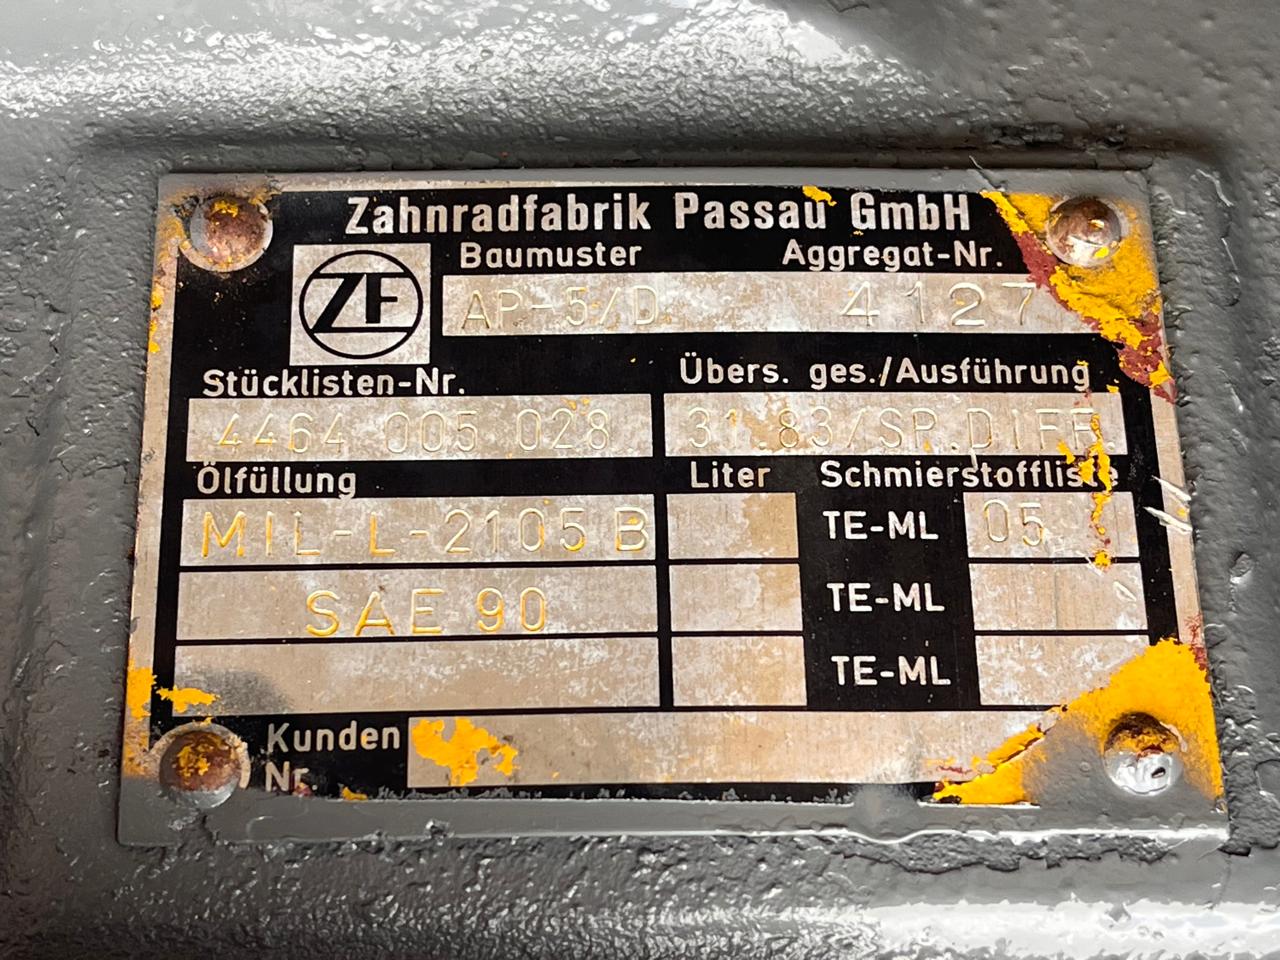 Zahnradfabrik Passau GmbH
ZF
Baumuster Aggregat-Nr.
AP-5/D 4127
Stücklisten-Nr. Übers. ges./Ausführung
4464 005 028 31.83/SP.DIFF.
Ölfüllung Liter Schmierstoffliste
MIL-L-2105 B TE-ML 05
SAE 90 TE-ML
TE-ML
Kunden
Nr.